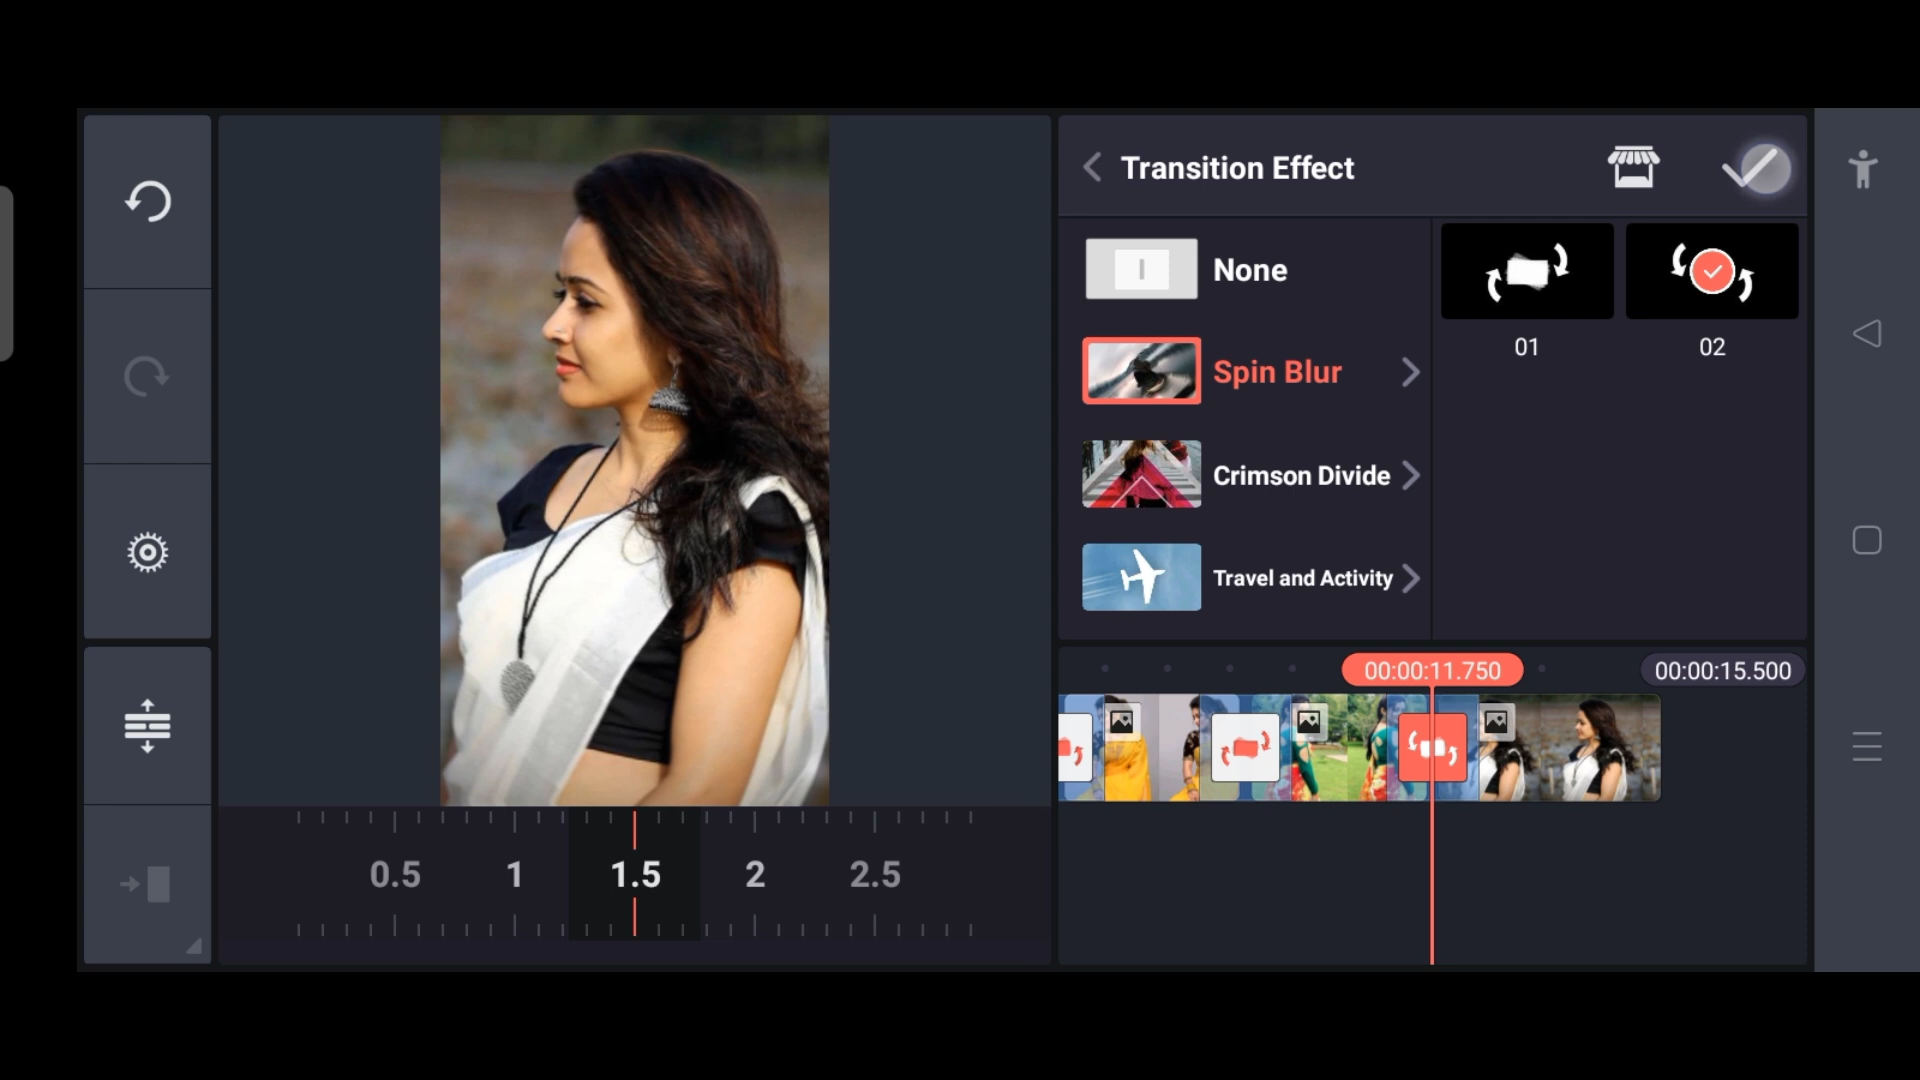 Transition Effect
None
01
02
Spin Blur
Crimson Divide
Travel and Activity
00:00:11.750
00:00:15.500
0.5
1
1.5
2
2.5